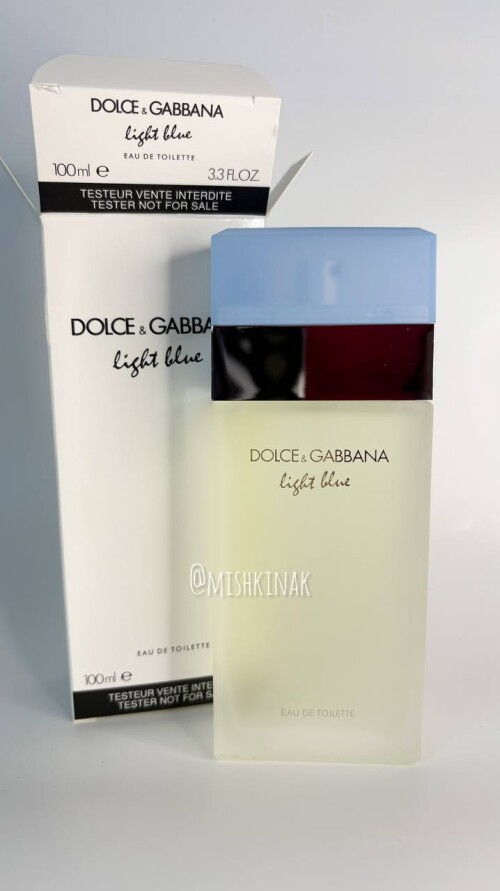 DOLCE & GABBANA
light blue
EAU DE TOILETTE
100ml e 3.3 FL.OZ.
TESTEUR VENTE INTERDITE
TESTER NOT FOR SALE
DOLCE & GABBA
light blue
EAU DE TOILETTE
100ml e
TESTEUR VENTE INTE
TESTER NOT FOR S
DOLCE & GABBANA
light blue
@MISHKINAK
EAU DE TOILETTE